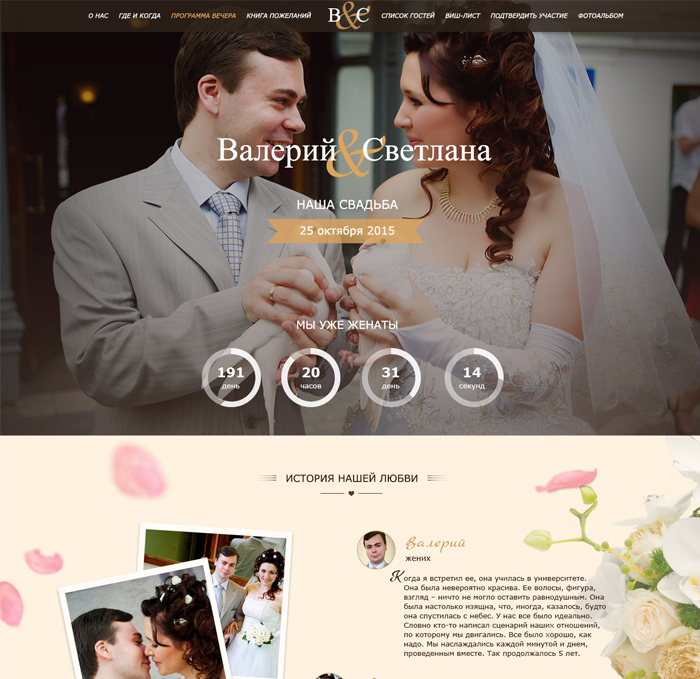 О НАС ГДЕ И КОГДА ПРОГРАММА ВЕЧЕРА КНИГА ПОЖЕЛАНИЙ В&С СПИСОК ГОСТЕЙ ВИШ-ЛИСТ ПОДТВЕРДИТЬ УЧАСТИЕ ФОТОАЛЬБОМ
Валерий&Светлана
НАША СВАДЬБА
25 октября 2015
МЫ УЖЕ ЖЕНАТЫ
191 20 31 14
день часов день секунд
ИСТОРИЯ НАШЕЙ ЛЮБВИ
Валерий
жених
Когда я встретил ее, она училась в университете.
Она была невероятно красива. Ее волосы, фигура,
взгляд – ничто не могло оставить равнодушным. Она
была настолько изящна, что, иногда, казалось, будто
она спустилась с небес. У нас все было идеально.
Словно кто-то написал сценарий наших отношений,
по которому мы двигались. Все было хорошо, как
надо. Мы наслаждались каждой минутой и днем,
проведенным вместе. Так продолжалось 5 лет.